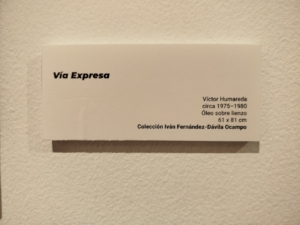 Vía Expresa
Víctor Humareda
circa 1975–1980
Óleo sobre lienzo
61 x 81 cm
Colección Iván Fernández-Dávila Ocampo